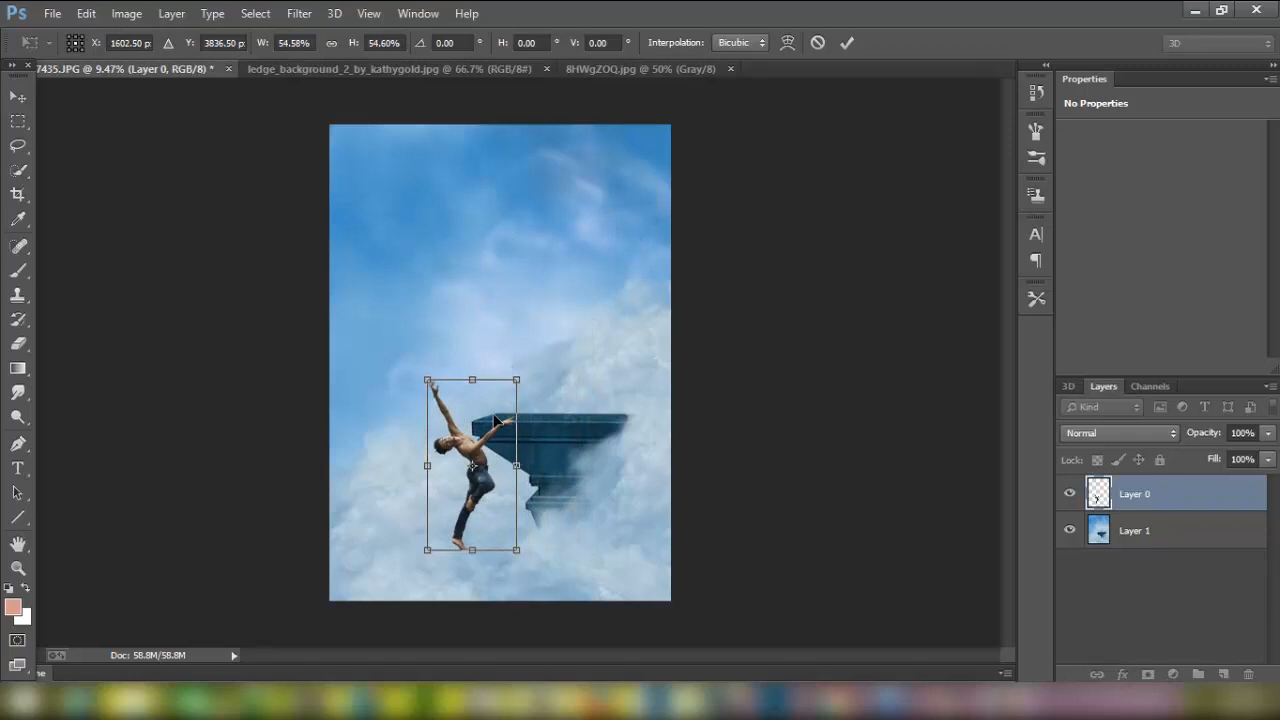 Ps File Edit Image Layer Type Select Filter 3D View Window Help
X: 1602.50 px Y: 3836.50 px W: 54.58% H: 54.60% 0.00 ° H: 0.00 ° V: 0.00 ° Interpolation: Bicubic 3D
7435.JPG @ 9.47% (Layer 0, RGB/8) * × ledge_background_2_by_kathygold.jpg @ 66.7% (RGB/8#) × 8HWgZOQ.jpg @ 50% (Gray/8) ×
Properties
No Properties
3D Layers Channels
Kind
Normal Opacity: 100%
Lock: Fill: 100%
Layer 0
Layer 1
Doc: 58.8M/58.8M